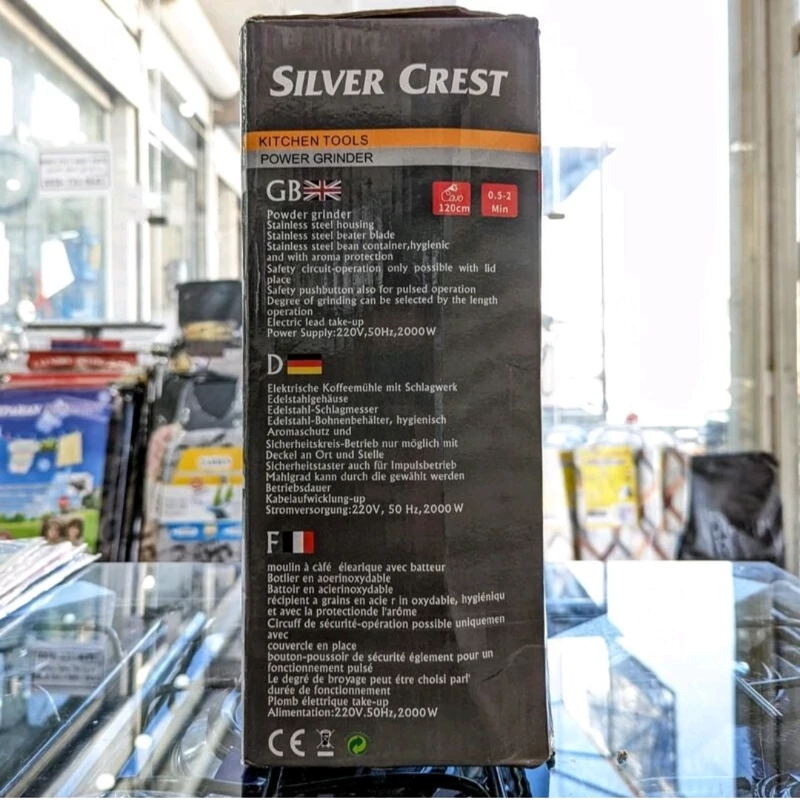 SILVER CREST
KITCHEN TOOLS
POWER GRINDER
GB
120cm
0.5-2
Min
Powder grinder
Stainless steel housing
Stainless steel beater blade
Stainless steel bean container,hygienic
and with aroma protection
Safety circuit-operation only possible with lid
place
Safety pushbutton also for pulsed operation
Degree of grinding can be selected by the length
operation
Electric lead take-up
Power Supply:220V,50Hz,2000W
D
Elektrische Koffeemühle mit Schlagwerk
Edelstahlgehäuse
Edelstahl-Schlagmesser
Edelstahl-Bohnenbehälter, hygienisch
Aromaschutz und
Sicherheitskreis-Betrieb nur möglich mit
Deckel an Ort und Stelle
Sicherheitstaster auch für Impulsbetrieb
Mahlgrad kann durch die gewählt werden
Betriebsdauer
Kabelaufwicklung-up
Stromversorgung:220V, 50 Hz,2000W
F
moulin à càfé élearique avec batteur
Botlier en aoerinoxydable
Battoir en acierinoxydable
récipient a grains en acie r in oxydable, hygiéniqu
et avec la protectionde l'arôme
Circuff de sécurité-opération possible uniquemen
avec
couvercle en place
bouton-poussoir de sécurité églement pour un
fonctionnement pulsé
Le degré de broyage peut étre choisi parl'
durée de fonctionnement
Plomb élettrique take-up
Alimentation:220V.50Hz,2000W
CE